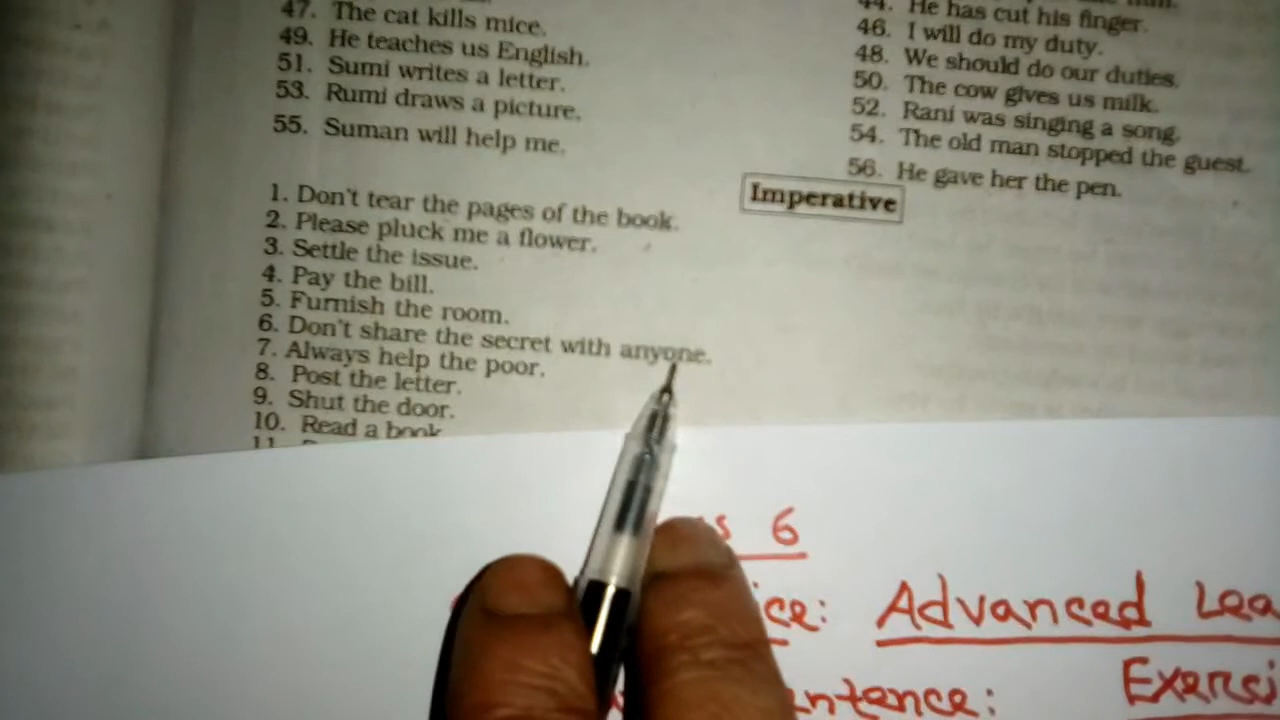 47. The cat kills mice.
49. He teaches us English.
51. Sumi writes a letter.
53. Rumi draws a picture.
55. Suman will help me.
44. He has cut his finger.
46. I will do my duty.
48. We should do our duties.
50. The cow gives us milk.
52. Rani was singing a song.
54. The old man stopped the guest.
56. He gave her the pen.
Imperative
1. Don't tear the pages of the book.
2. Please pluck me a flower.
3. Settle the issue.
4. Pay the bill.
5. Furnish the room.
6. Don't share the secret with anyone.
7. Always help the poor.
8. Post the letter.
9. Shut the door.
10. Read a book
11.
6
Advanced Lea
Exersi